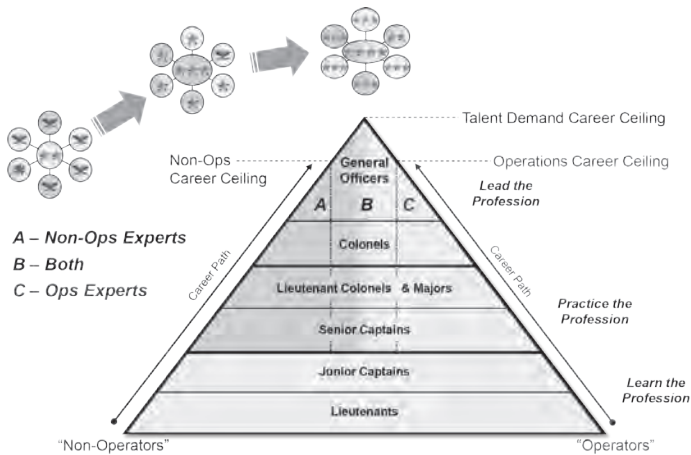 Talent Demand Career Ceiling
Non-Ops
Career Ceiling
General
Officers
Operations Career Ceiling
Lead the
Profession
A
B
C
A – Non-Ops Experts
B – Both
C – Ops Experts
Colonels
Career Path
Career Path
Lieutenant Colonels & Majors
Practice the
Profession
Senior Captains
Junior Captains
Learn the
Profession
Lieutenants
"Non-Operators"
"Operators"